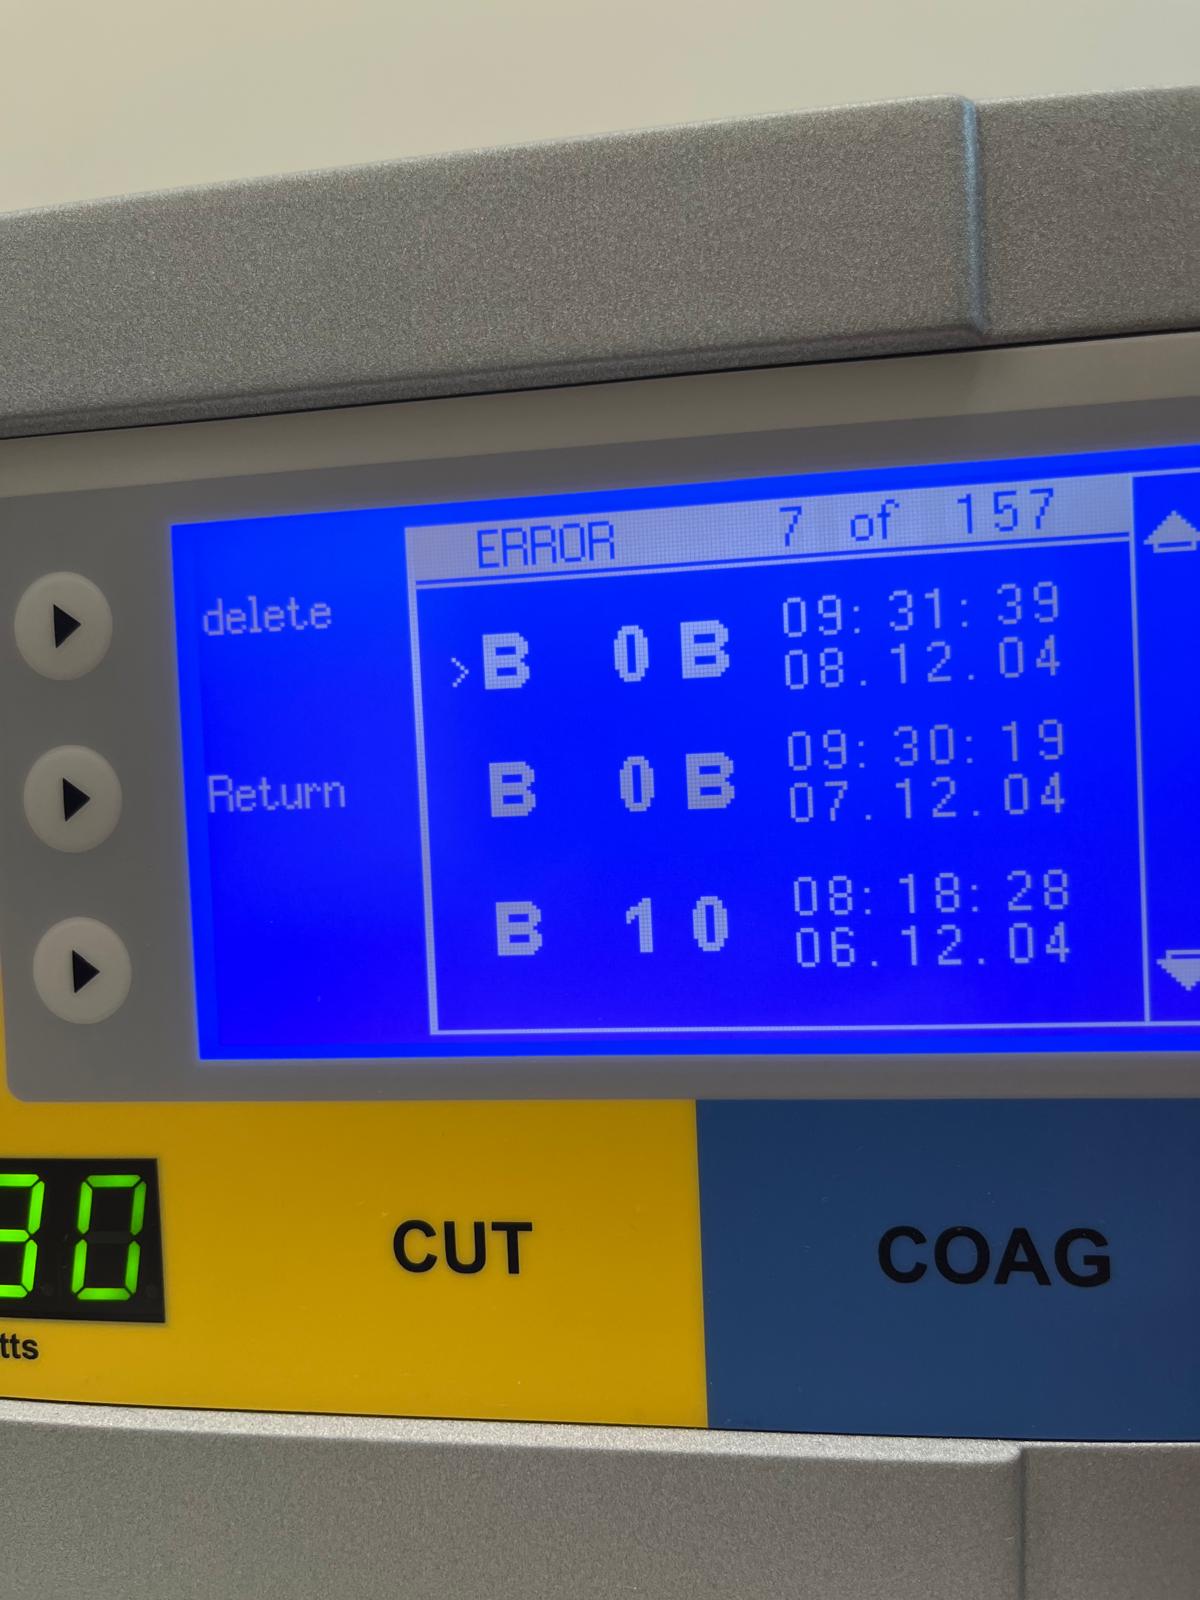 ERROR 7 of 157
delete
>B 0B 09:31:39
08.12.04
B 0B 09:30:19
07.12.04
Return
B 10 08:18:28
06.12.04
30
tts
CUT
COAG